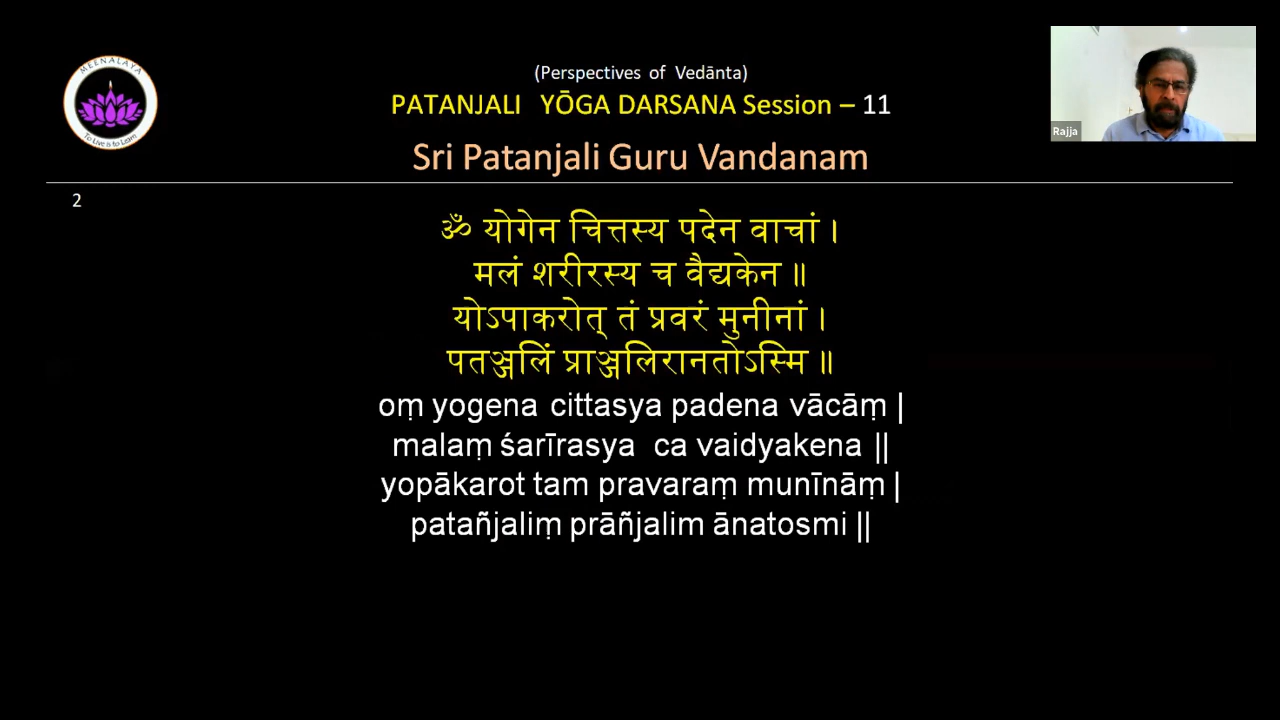 MEENALAYA
To Live is to Learn
(Perspectives of Vedānta)
PATANJALI YŌGA DARSANA Session – 11
Rajja
Sri Patanjali Guru Vandanam
2
ॐ योगेन चित्तस्य पदेन वाचां ।
मलं शरीरस्य च वैद्यकेन ॥
योऽपाकरोत् तं प्रवरं मुनीनां ।
पतञ्जलिं प्राञ्जलिरानतोऽस्मि ॥
oṃ yogena cittasya padena vācāṃ |
malaṃ śarīrasya ca vaidyakena ||
yopākarot tam pravaraṃ munīnāṃ |
patañjaliṃ prāñjalim ānatosmi ||